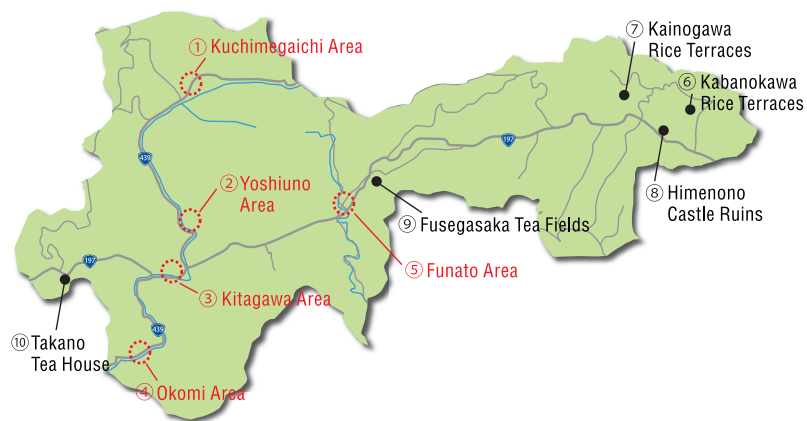 ① Kuchimegaichi Area
⑦ Kainogawa
Rice Terraces
⑥ Kabanokawa
Rice Terraces
439
197
② Yoshiuno
Area
⑧ Himenono
Castle Ruins
⑨ Fusegasaka Tea Fields
197
⑤ Funato Area
③ Kitagawa Area
439
⑩ Takano
Tea House
④ Okomi Area